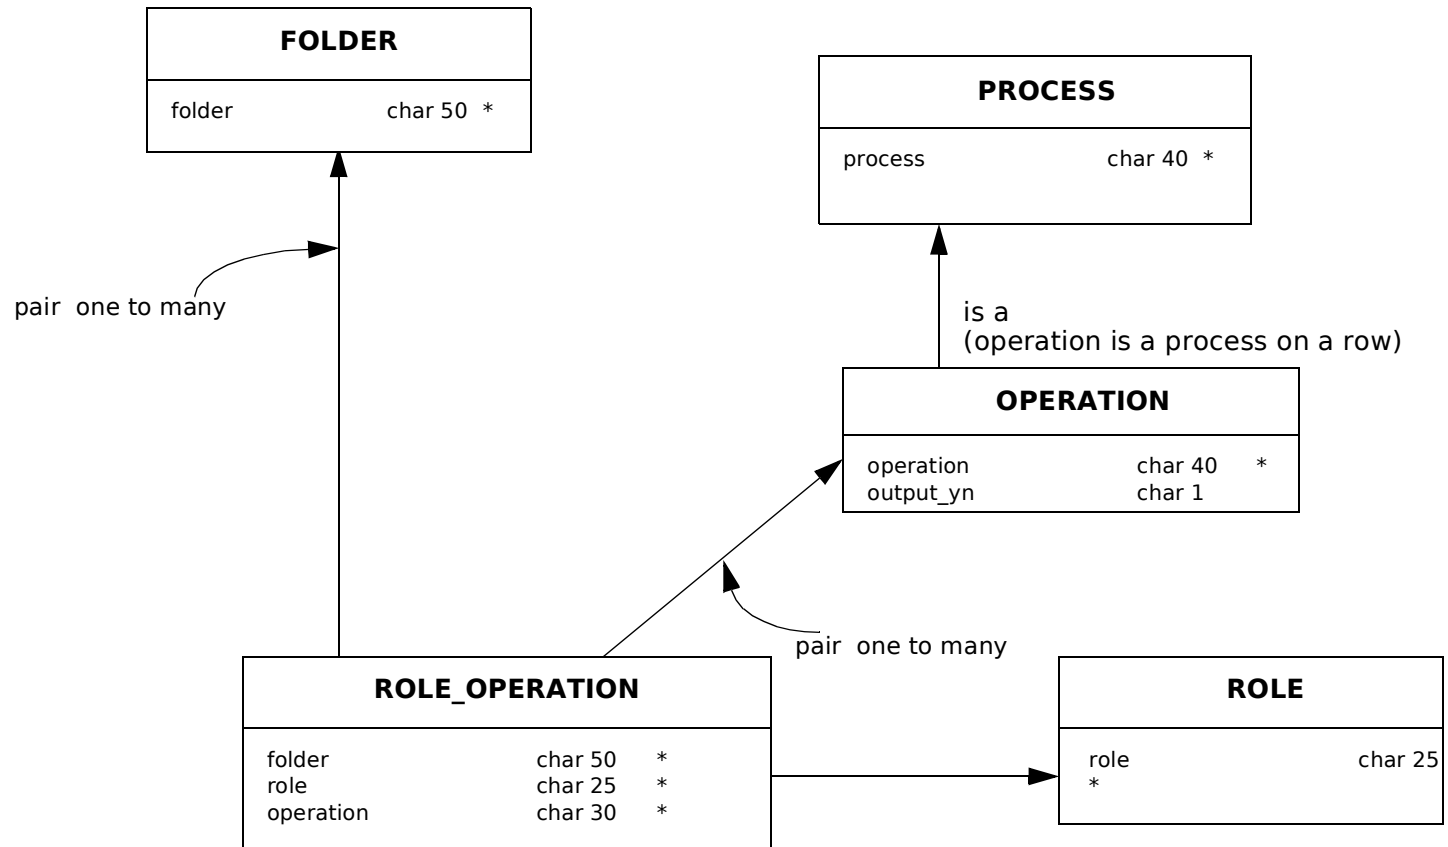 FOLDER
folder char 50 *
PROCESS
process char 40 *
pair one to many
is a
(operation is a process on a row)
OPERATION
operation char 40 *
output_yn char 1
pair one to many
ROLE_OPERATION
folder char 50 *
role char 25 *
operation char 30 *
ROLE
role char 25
*